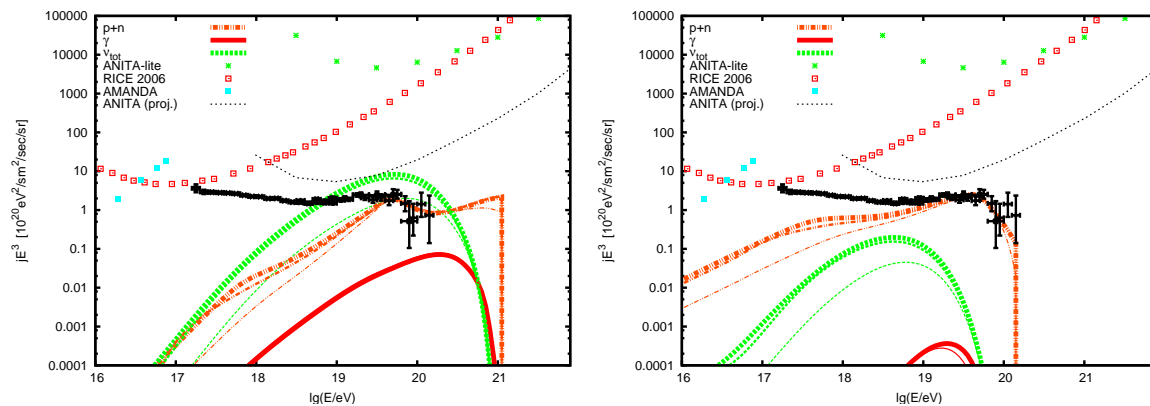 100000
10000
1000
100
10
1
0.1
0.01
0.001
0.0001
jE³ [10²⁰eV²/sm²/sec/sr]
p+n
γ
νtot
ANITA-lite
RICE 2006
AMANDA
ANITA (proj.)
16 17 18 19 20 21
lg(E/eV)
100000
10000
1000
100
10
1
0.1
0.01
0.001
0.0001
jE³ [10²⁰eV²/sm²/sec/sr]
p+n
γ
νtot
ANITA-lite
RICE 2006
AMANDA
ANITA (proj.)
16 17 18 19 20 21
lg(E/eV)